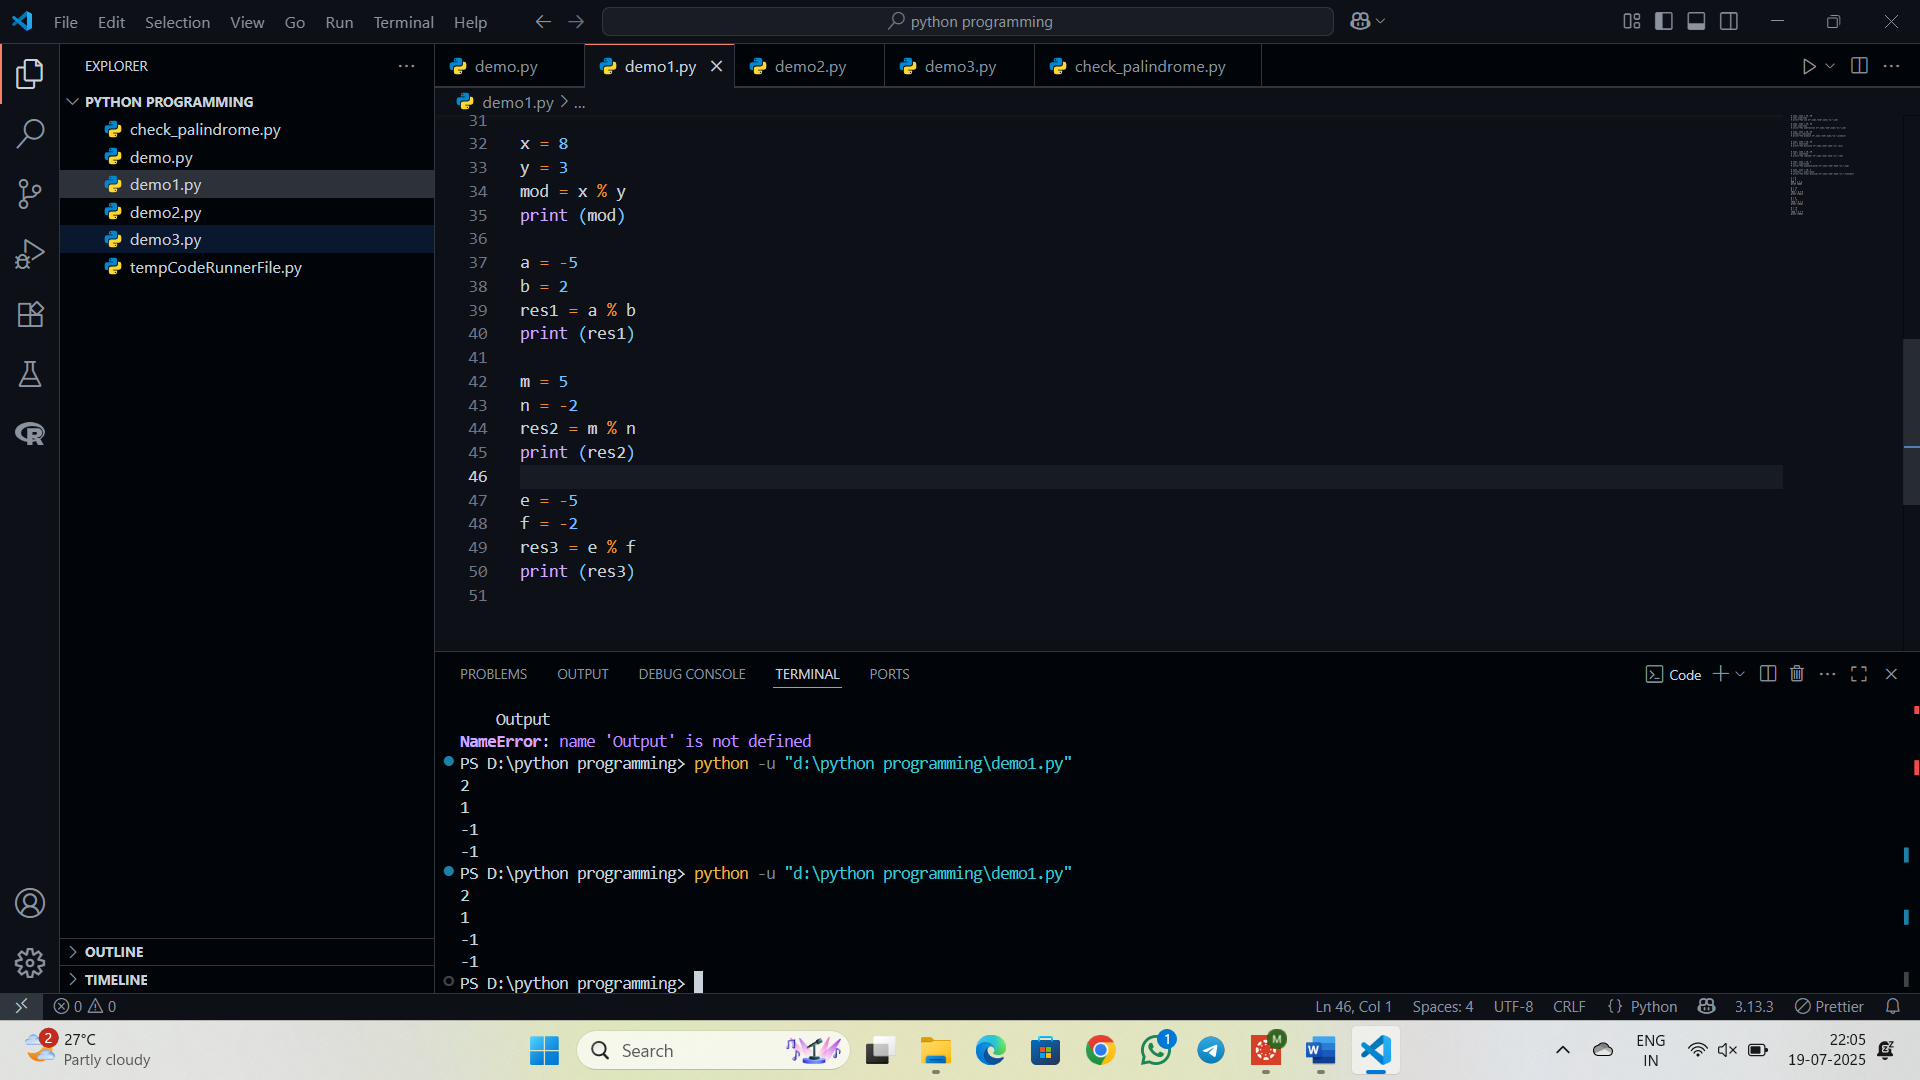 File Edit Selection View Go Run Terminal Help
python programming
EXPLORER
PYTHON PROGRAMMING
check_palindrome.py
demo.py
demo1.py
demo2.py
demo3.py
tempCodeRunnerFile.py
OUTLINE
TIMELINE
demo.py demo1.py demo2.py demo3.py check_palindrome.py
demo1.py > ...
31
32 x = 8
33 y = 3
34 mod = x % y
35 print (mod)
36
37 a = -5
38 b = 2
39 res1 = a % b
40 print (res1)
41
42 m = 5
43 n = -2
44 res2 = m % n
45 print (res2)
46
47 e = -5
48 f = -2
49 res3 = e % f
50 print (res3)
51
PROBLEMS OUTPUT DEBUG CONSOLE TERMINAL PORTS
Code
Output
NameError: name 'Output' is not defined
PS D:\python programming> python -u "d:\python programming\demo1.py"
2
1
-1
-1
PS D:\python programming> python -u "d:\python programming\demo1.py"
2
1
-1
-1
PS D:\python programming>
0 0
Ln 46, Col 1 Spaces: 4 UTF-8 CRLF {} Python 3.13.3 Prettier
2
27°C
Partly cloudy
Search
1
M
W
ENG
IN
22:05
19-07-2025